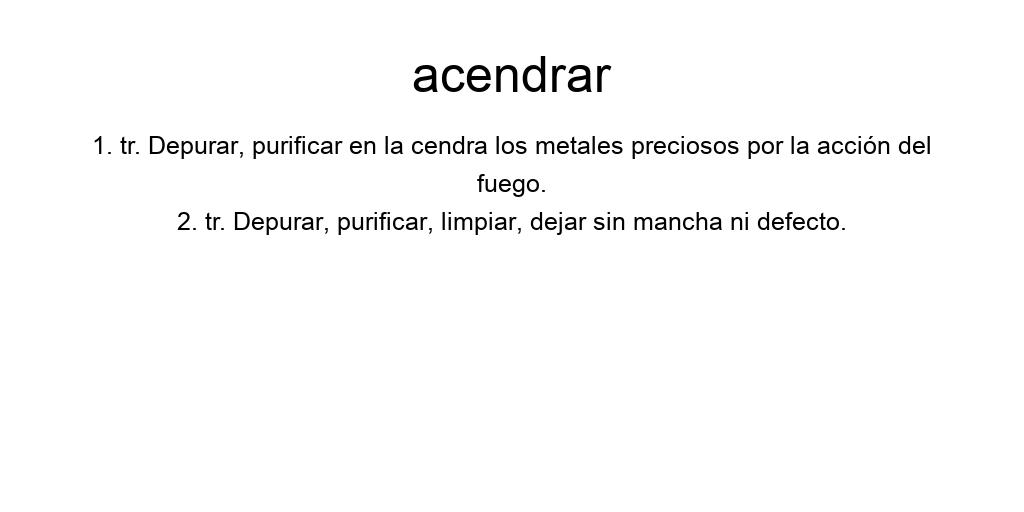 acendrar
1. tr. Depurar, purificar en la cendra los metales preciosos por la acción del
fuego.
2. tr. Depurar, purificar, limpiar, dejar sin mancha ni defecto.